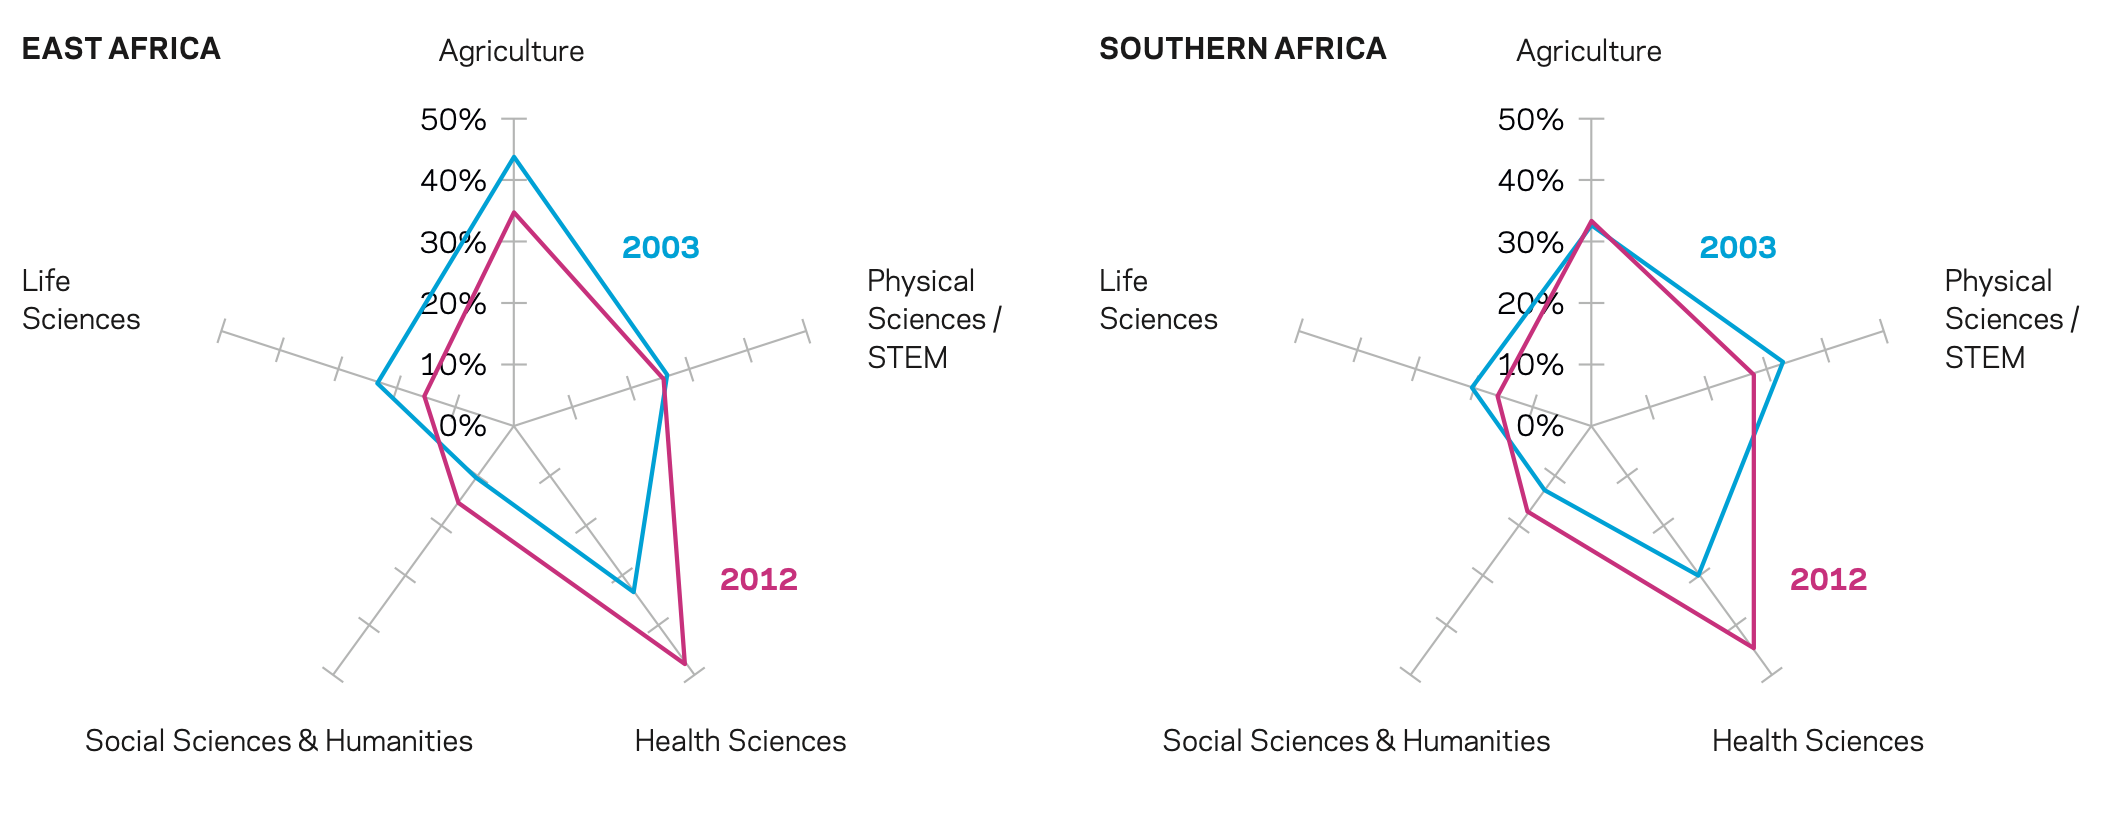 EAST AFRICA
Agriculture
50%
40%
30%
20%
10%
0%
2003
2012
Life
Sciences
Physical
Sciences /
STEM
Social Sciences & Humanities
Health Sciences
SOUTHERN AFRICA
Agriculture
50%
40%
30%
20%
10%
0%
2003
2012
Life
Sciences
Physical
Sciences /
STEM
Social Sciences & Humanities
Health Sciences